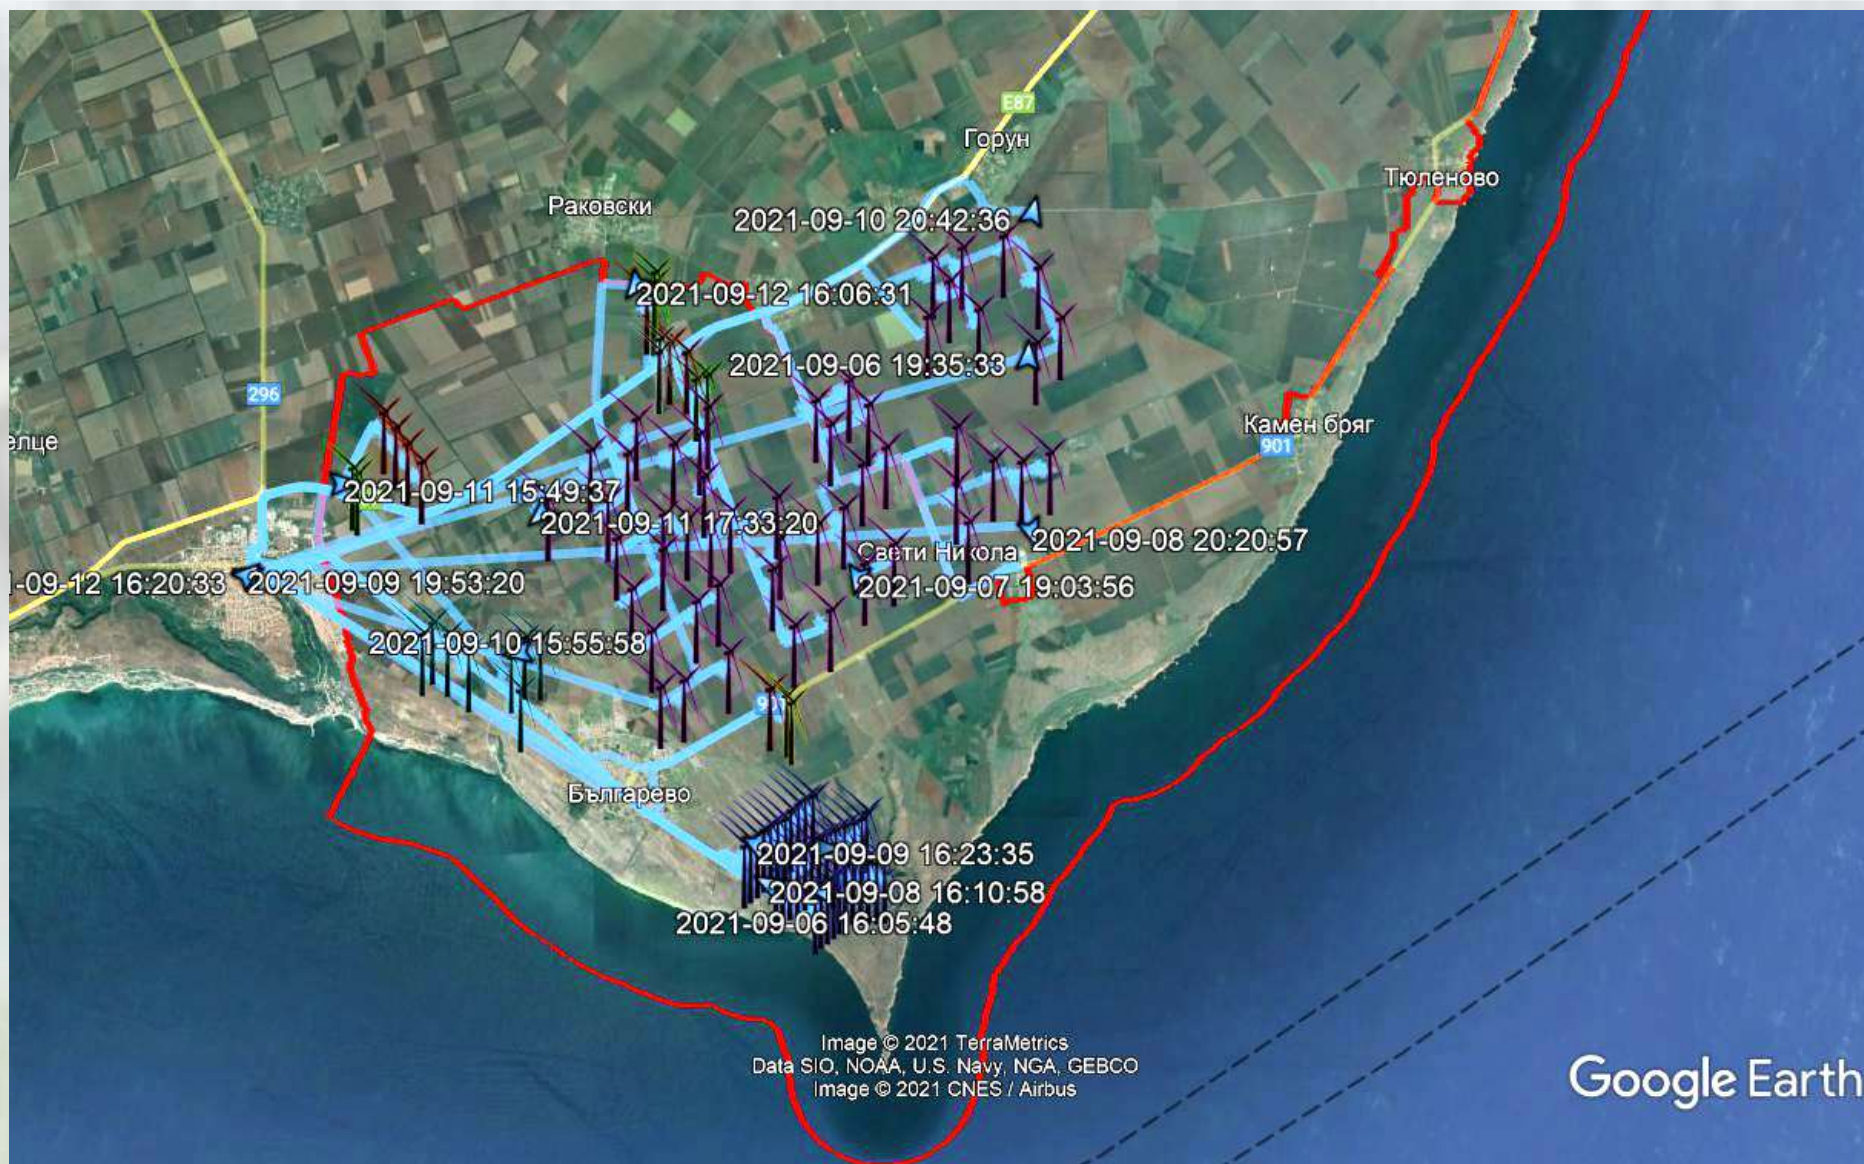 E87
Горун
Тюленово
Раковски
2021-09-10 20:42:36
2021-09-12 16:06:31
2021-09-06 19:35:33
296
Камен бряг
901
елце
2021-09-11 15:49:37
2021-09-11 17:33:20
2021-09-08 20:20:57
Свети Никола
1-09-12 16:20:33
2021-09-09 19:53:20
2021-09-07 19:03:56
2021-09-10 15:55:58
901
Българево
2021-09-09 16:23:35
2021-09-08 16:10:58
2021-09-06 16:05:48
Image © 2021 TerraMetrics
Data SIO, NOAA, U.S. Navy, NGA, GEBCO
Image © 2021 CNES / Airbus
Google Earth